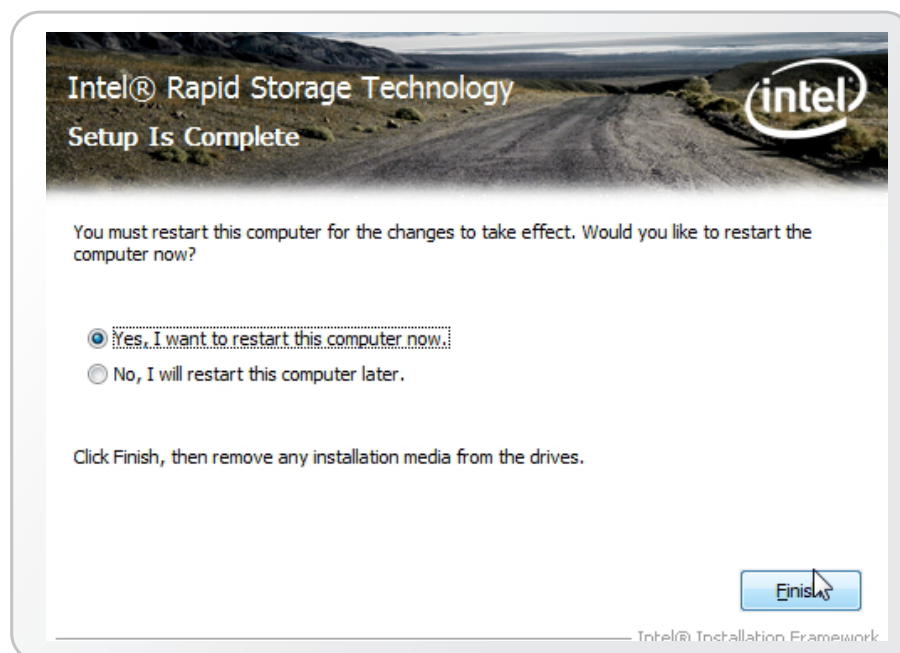 Intel® Rapid Storage Technology
Setup Is Complete
intel
You must restart this computer for the changes to take effect. Would you like to restart the
computer now?
Yes, I want to restart this computer now.
No, I will restart this computer later.
Click Finish, then remove any installation media from the drives.
Finish
Intel® Installation Framework